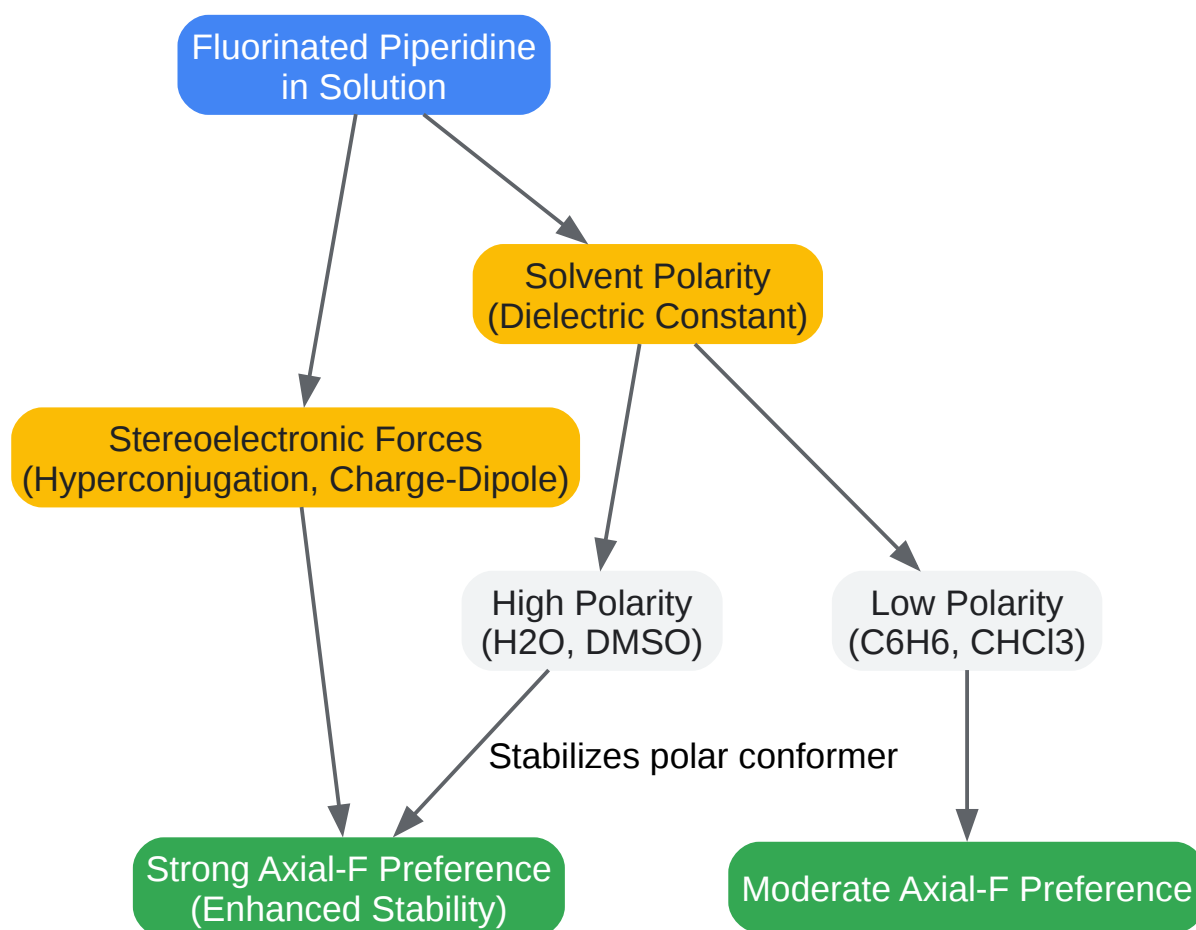 Fluorinated Piperidine
in Solution
Solvent Polarity
(Dielectric Constant)
Stereoelectronic Forces
(Hyperconjugation, Charge-Dipole)
High Polarity
(H2O, DMSO)
Low Polarity
(C6H6, CHCl3)
Stabilizes polar conformer
Strong Axial-F Preference
(Enhanced Stability)
Moderate Axial-F Preference